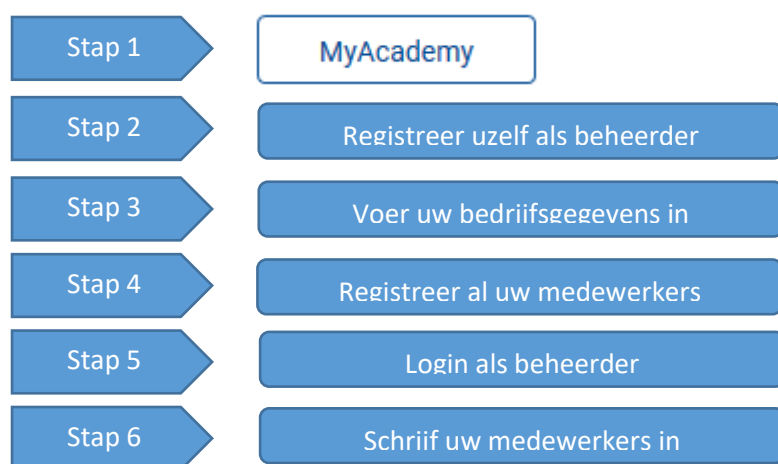 Stap 1
MyAcademy
Stap 2
Registreer uzelf als beheerder
Stap 3
Voer uw bedrijfsgegevens in
Stap 4
Registreer al uw medewerkers
Stap 5
Login als beheerder
Stap 6
Schrijf uw medewerkers in